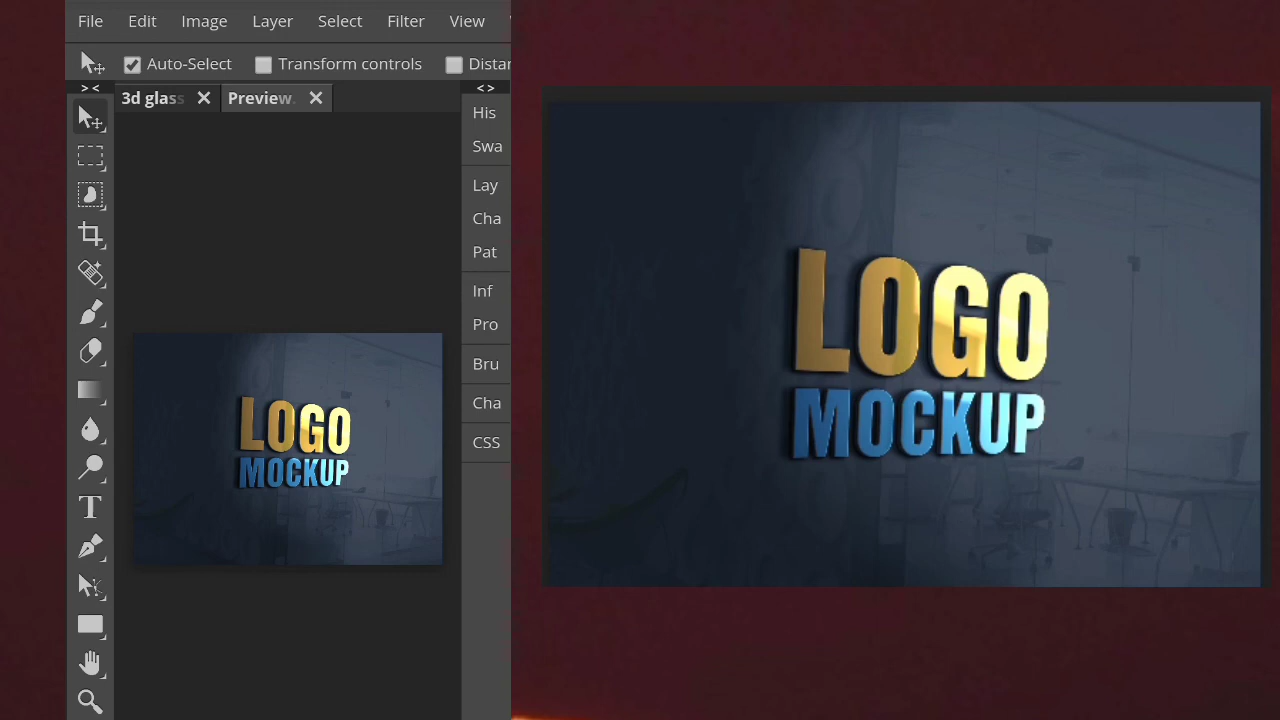 File Edit Image Layer Select Filter View
Auto-Select Transform controls Distar
> < < >
3d glass Preview.
His
Swa
Lay
Cha
Pat
Inf
Pro
Bru
Cha
CSS
LOGO
MOCKUP
LOGO
MOCKUP